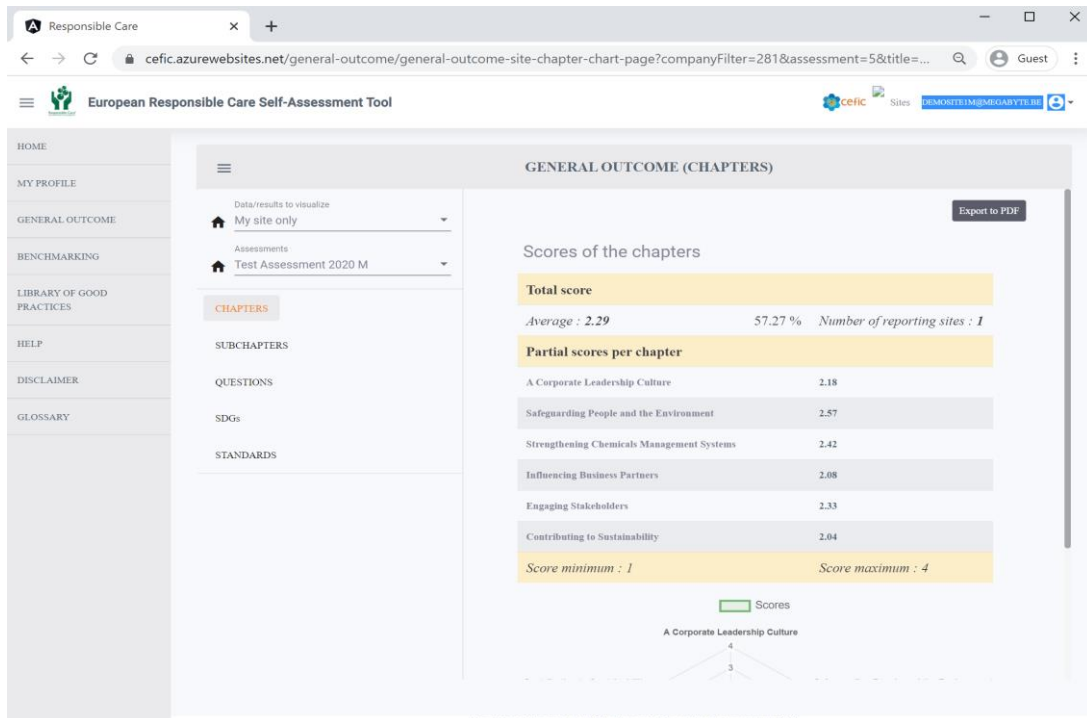 Responsible Care
cefic.azurewebsites.net/general-outcome/general-outcome-site-chapter-chart-page?companyFilter=281&assessment=5&title=...
Guest
European Responsible Care Self-Assessment Tool
cefic
Sites
DEMOSITE1M@MEGABYTE.BE
HOME
MY PROFILE
GENERAL OUTCOME
BENCHMARKING
LIBRARY OF GOOD
PRACTICES
HELP
DISCLAIMER
GLOSSARY
GENERAL OUTCOME (CHAPTERS)
Data/results to visualize
My site only
Assessments
Test Assessment 2020 M
CHAPTERS
SUBCHAPTERS
QUESTIONS
SDGs
STANDARDS
Export to PDF
Scores of the chapters
Total score
Average : 2.29 57.27 % Number of reporting sites : 1
Partial scores per chapter
A Corporate Leadership Culture 2.18
Safeguarding People and the Environment 2.57
Strengthening Chemicals Management Systems 2.42
Influencing Business Partners 2.08
Engaging Stakeholders 2.33
Contributing to Sustainability 2.04
Score minimum : 1 Score maximum : 4
Scores
A Corporate Leadership Culture
4
3